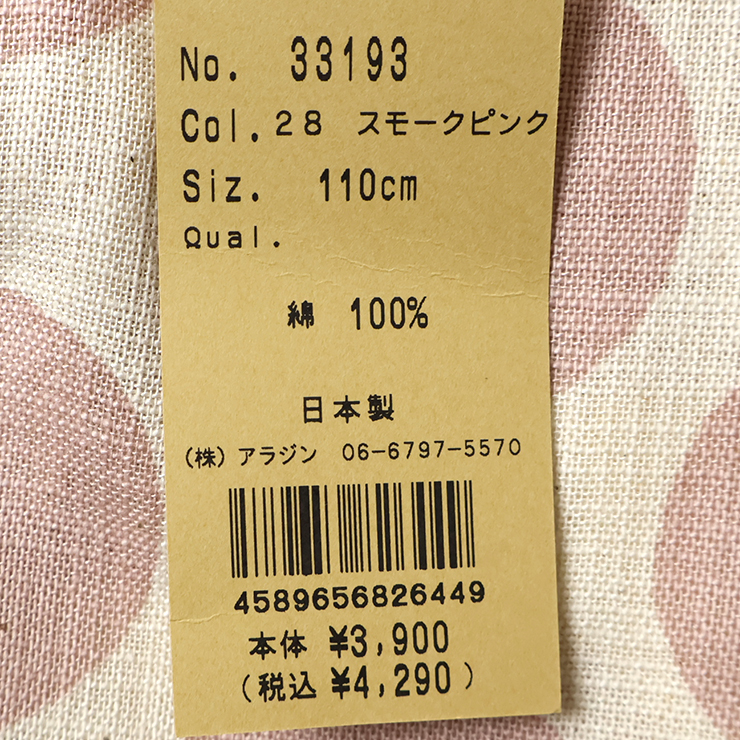 No. 33193
Col.28 スモークピンク
Siz. 110cm
Qual.
綿 100%
日本製
(株) アラジン 06-6797-5570
4589656826449
本体 ¥3,900
(税込 ¥4,290)